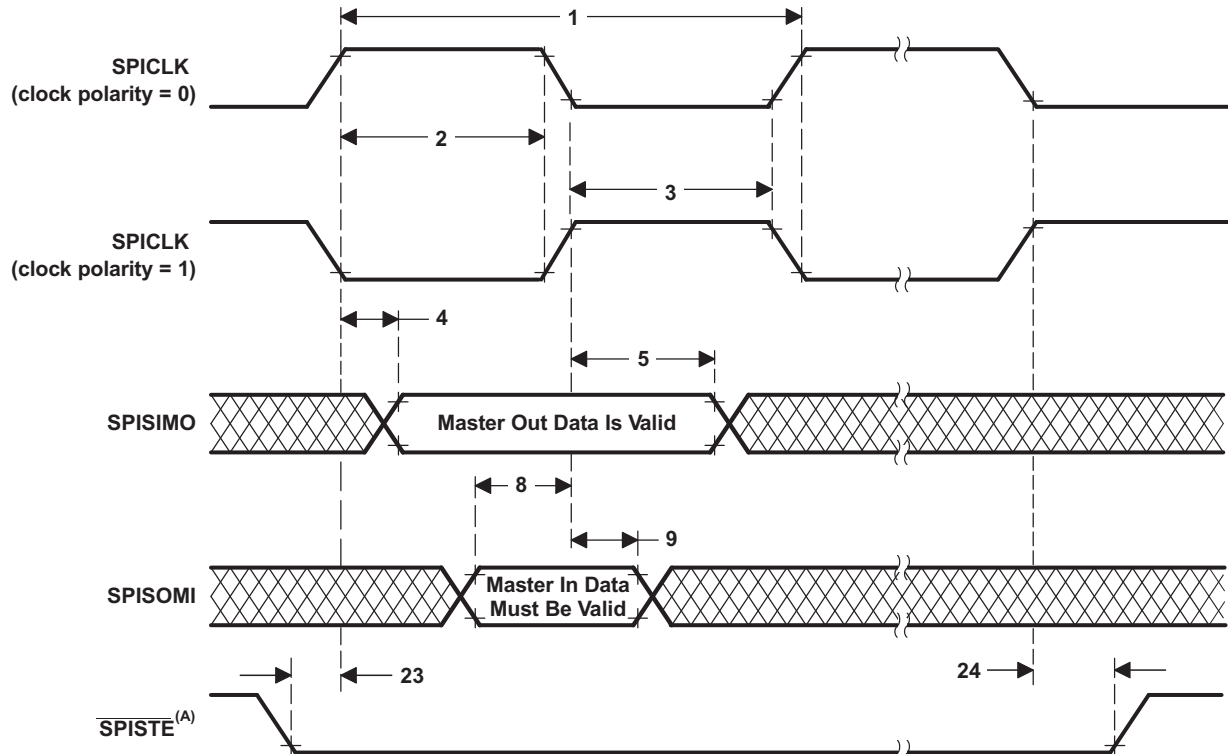 1
SPICLK
(clock polarity = 0)
2
3
SPICLK
(clock polarity = 1)
4
5
SPISIMO
Master Out Data Is Valid
8
9
SPISOMI
Master In Data
Must Be Valid
23
24
SPISTE(A)